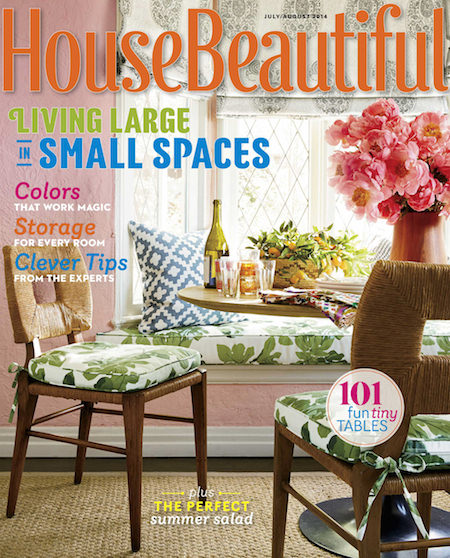 JULY/AUGUST 2014
HouseBeautiful
LIVING LARGE
IN SMALL SPACES
Colors
THAT WORK MAGIC
Storage
FOR EVERY ROOM
Clever Tips
FROM THE EXPERTS
101
fun tiny
TABLES
plus
THE PERFECT
summer salad